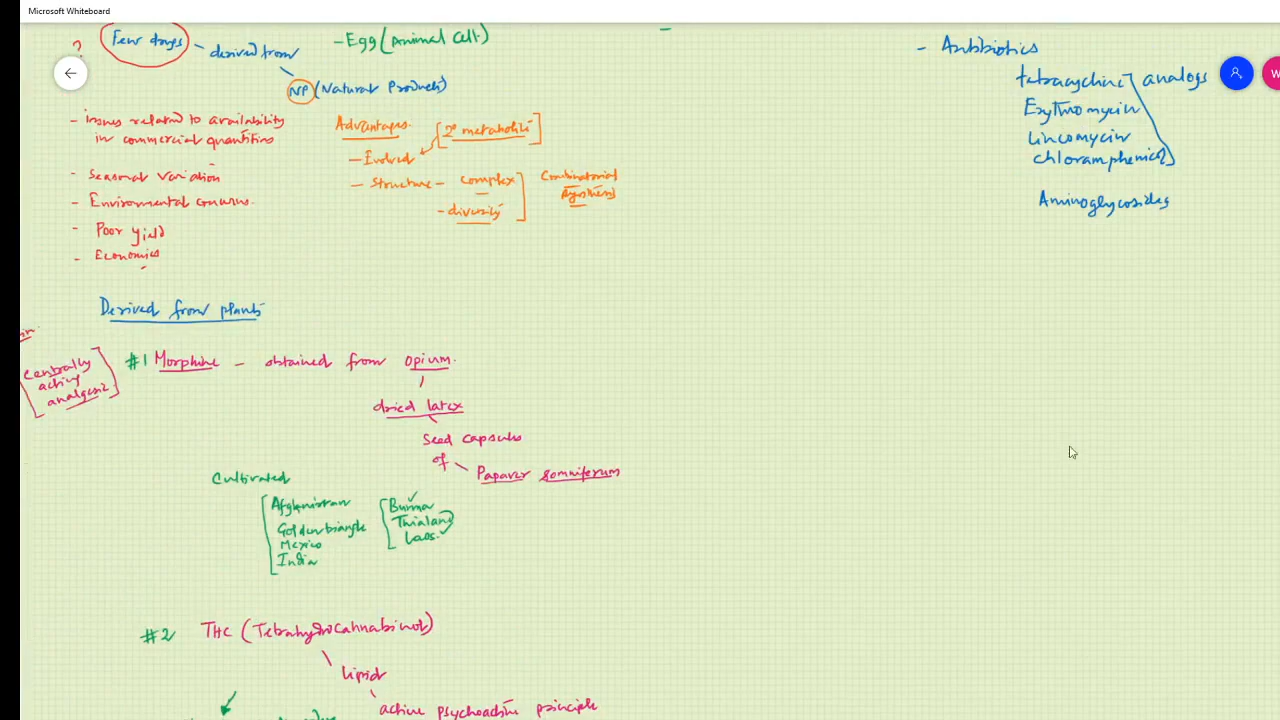 Microsoft Whiteboard
?
Few drugs - derived from
NP (Natural Products)
- Egg (Animal Cell)
- Issues related to availability
in commercial quantities
- Seasonal variation
- Environmental concerns
- Poor yield
- Economics
Advantages
[2° metabolite]
- Evolved
- Structure - complex
- diversity
Combinatorial
Synthesis
- Antibiotics
tetracycline
Erythromycin
Lincomycin
chloramphenicol
analogs
Aminoglycosides
Derived from plants
Centrally
acting
analgesic
#1 Morphine - obtained from opium.
dried latex
Seed capsules
of
Papaver somniferum
Cultivated
Afghanistan
Golden triangle
Mexico
India
Burma
Thialand
Laos.
#2 THC (Tetrahydrocannabinol)
Lipid
active psychoactive principle
W